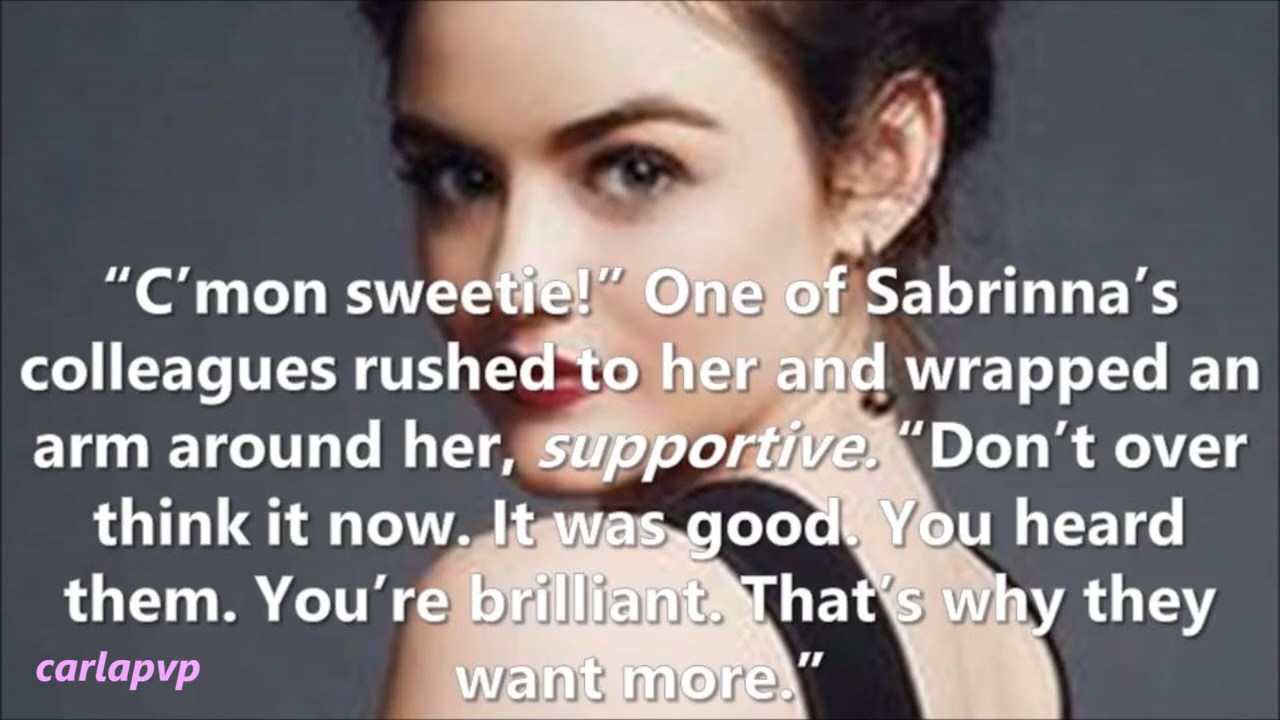 “C’mon sweetie!” One of Sabrinna’s
colleagues rushed to her and wrapped an
arm around her, supportive. “Don’t over
think it now. It was good. You heard
them. You’re brilliant. That’s why they
want more.”
carlapvp